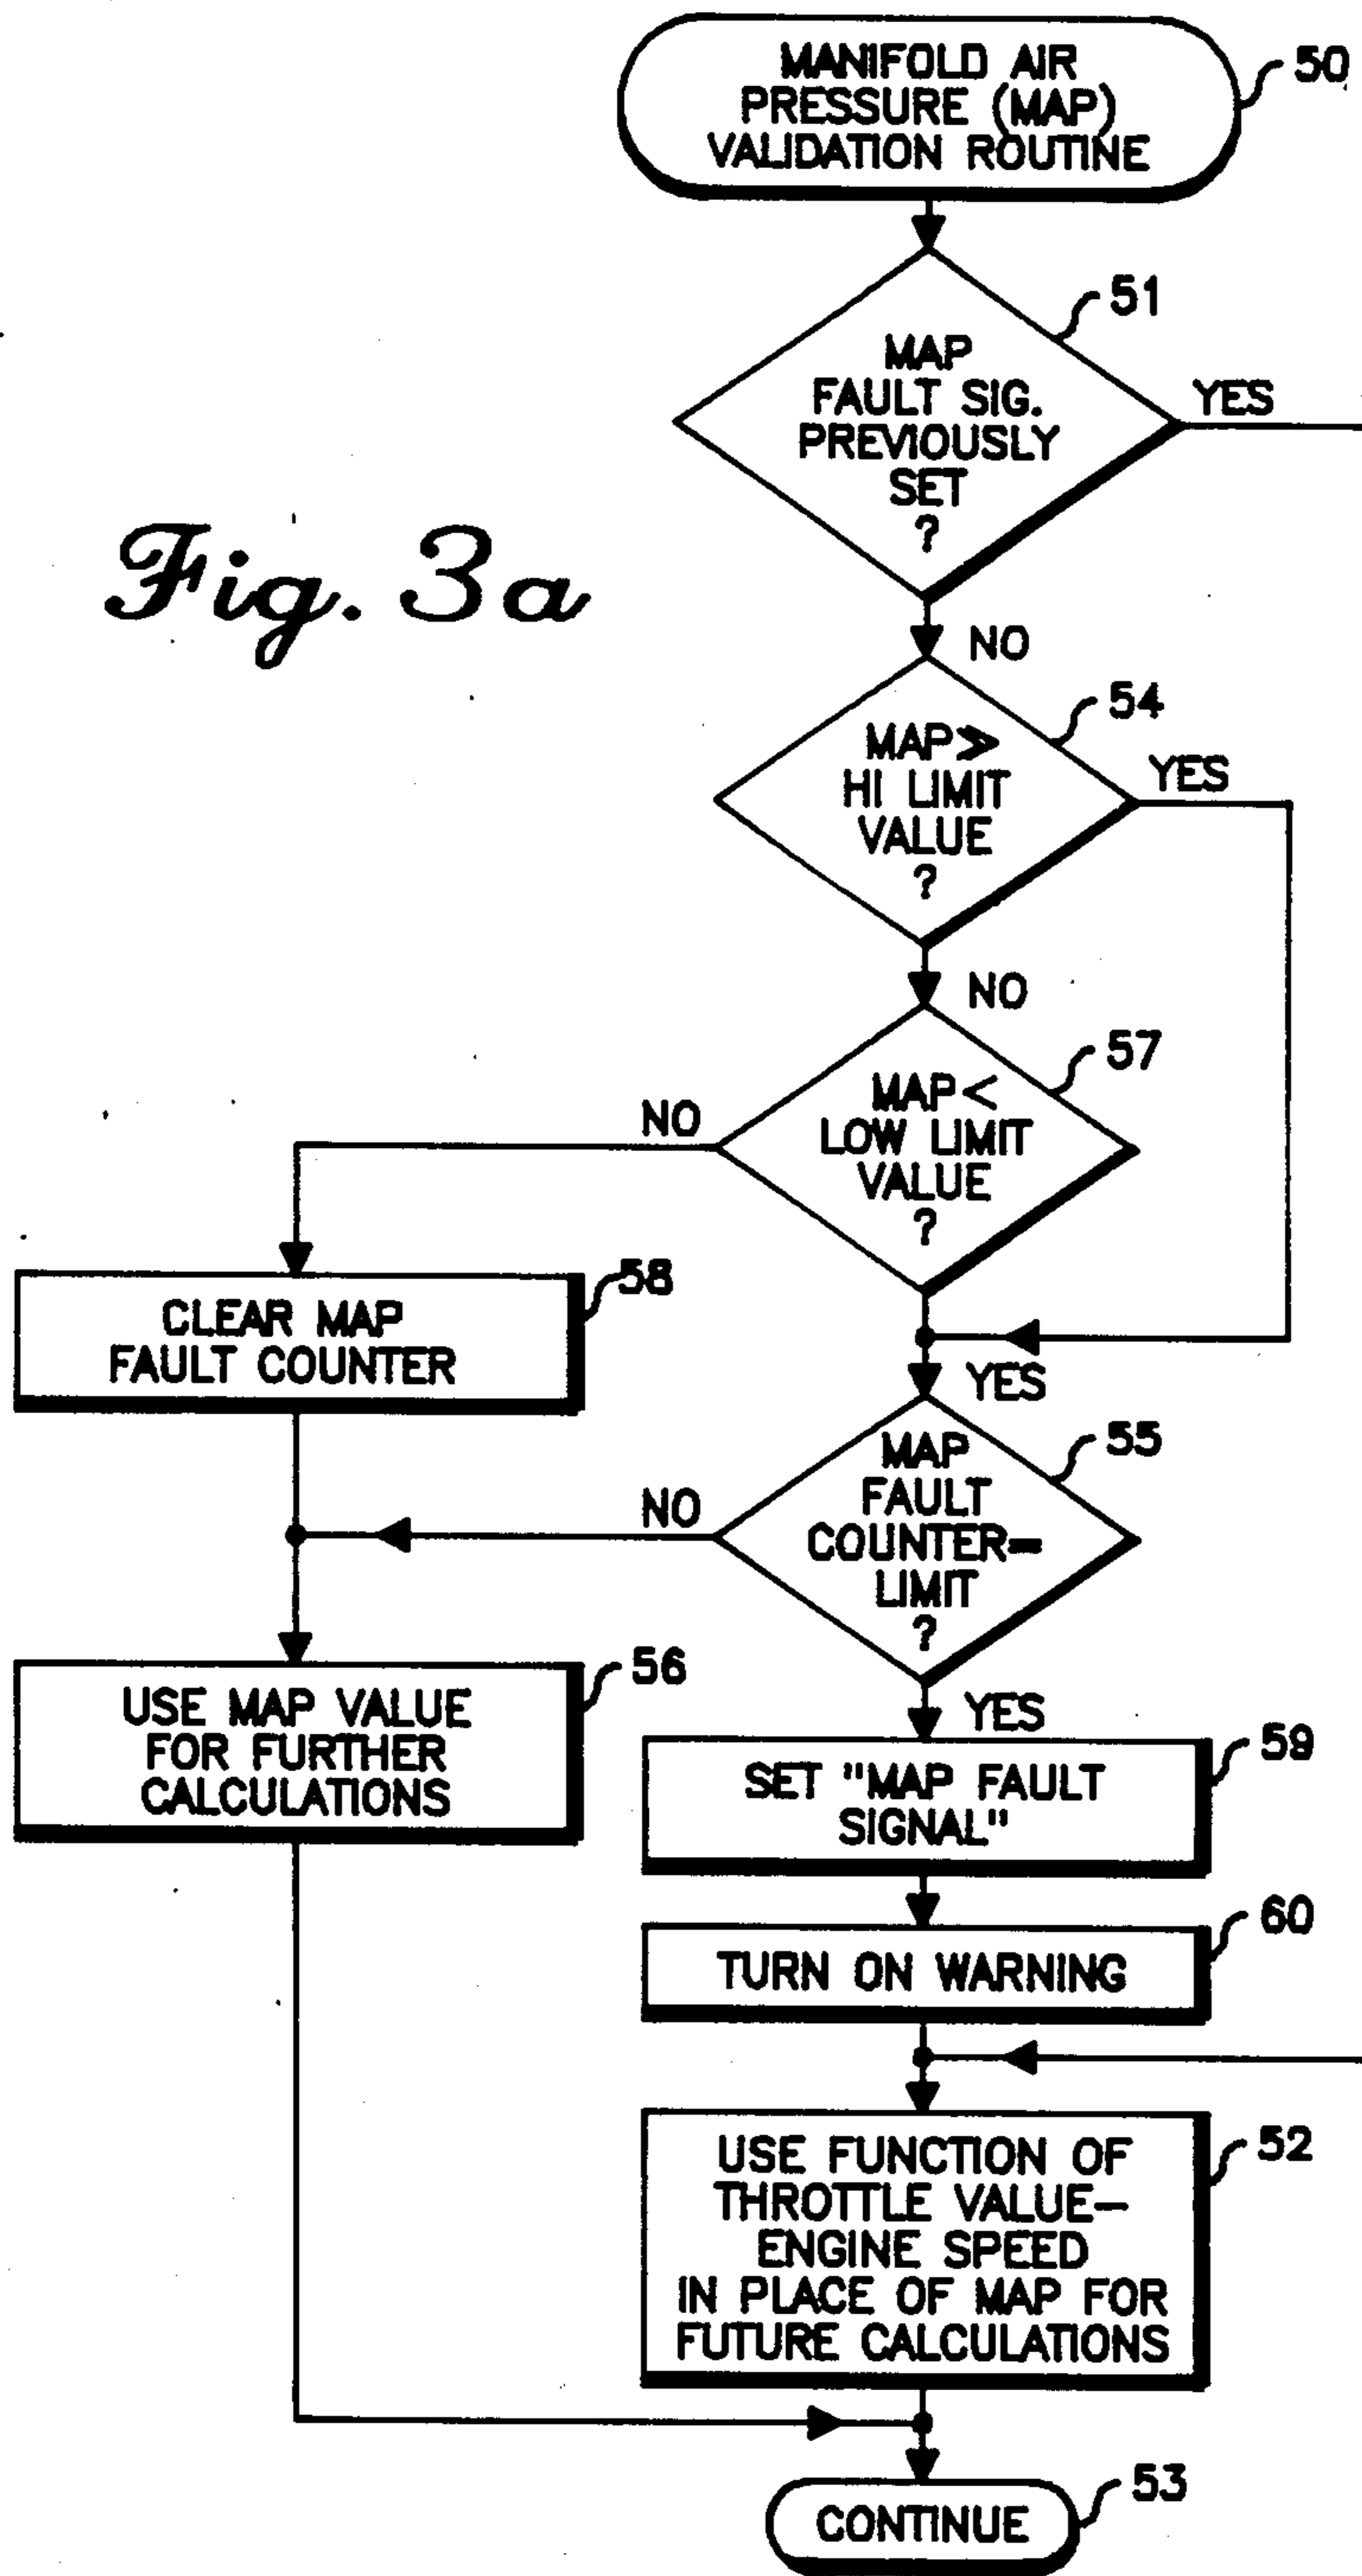 MANIFOLD AIR
PRESSURE (MAP)
VALIDATION ROUTINE
50
51
MAP
FAULT SIG.
PREVIOUSLY
SET
?
YES
Fig. 3a
NO
54
MAP ≥
HI LIMIT
VALUE
?
YES
NO
57
MAP <
LOW LIMIT
VALUE
?
NO
58
CLEAR MAP
FAULT COUNTER
YES
55
MAP
FAULT
COUNTER=
LIMIT
?
NO
56
USE MAP VALUE
FOR FURTHER
CALCULATIONS
YES
59
SET "MAP FAULT
SIGNAL"
60
TURN ON WARNING
52
USE FUNCTION OF
THROTTLE VALUE-
ENGINE SPEED
IN PLACE OF MAP FOR
FUTURE CALCULATIONS
53
CONTINUE